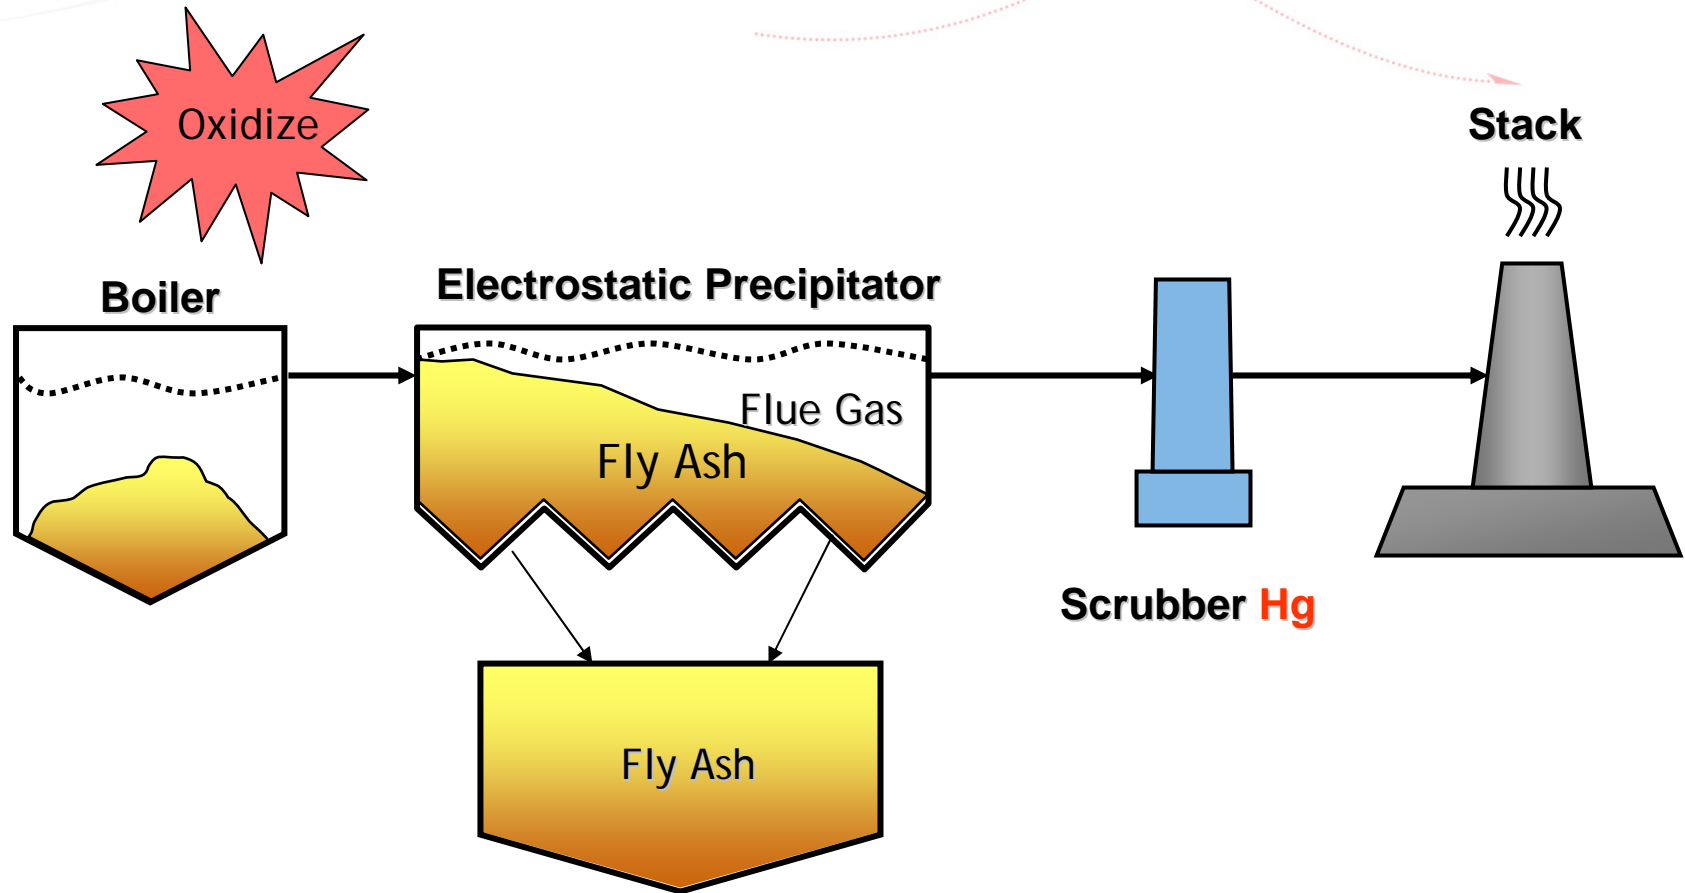 Oxidize
Stack
Boiler
Electrostatic Precipitator
Flue Gas
Fly Ash
Scrubber Hg
Fly Ash